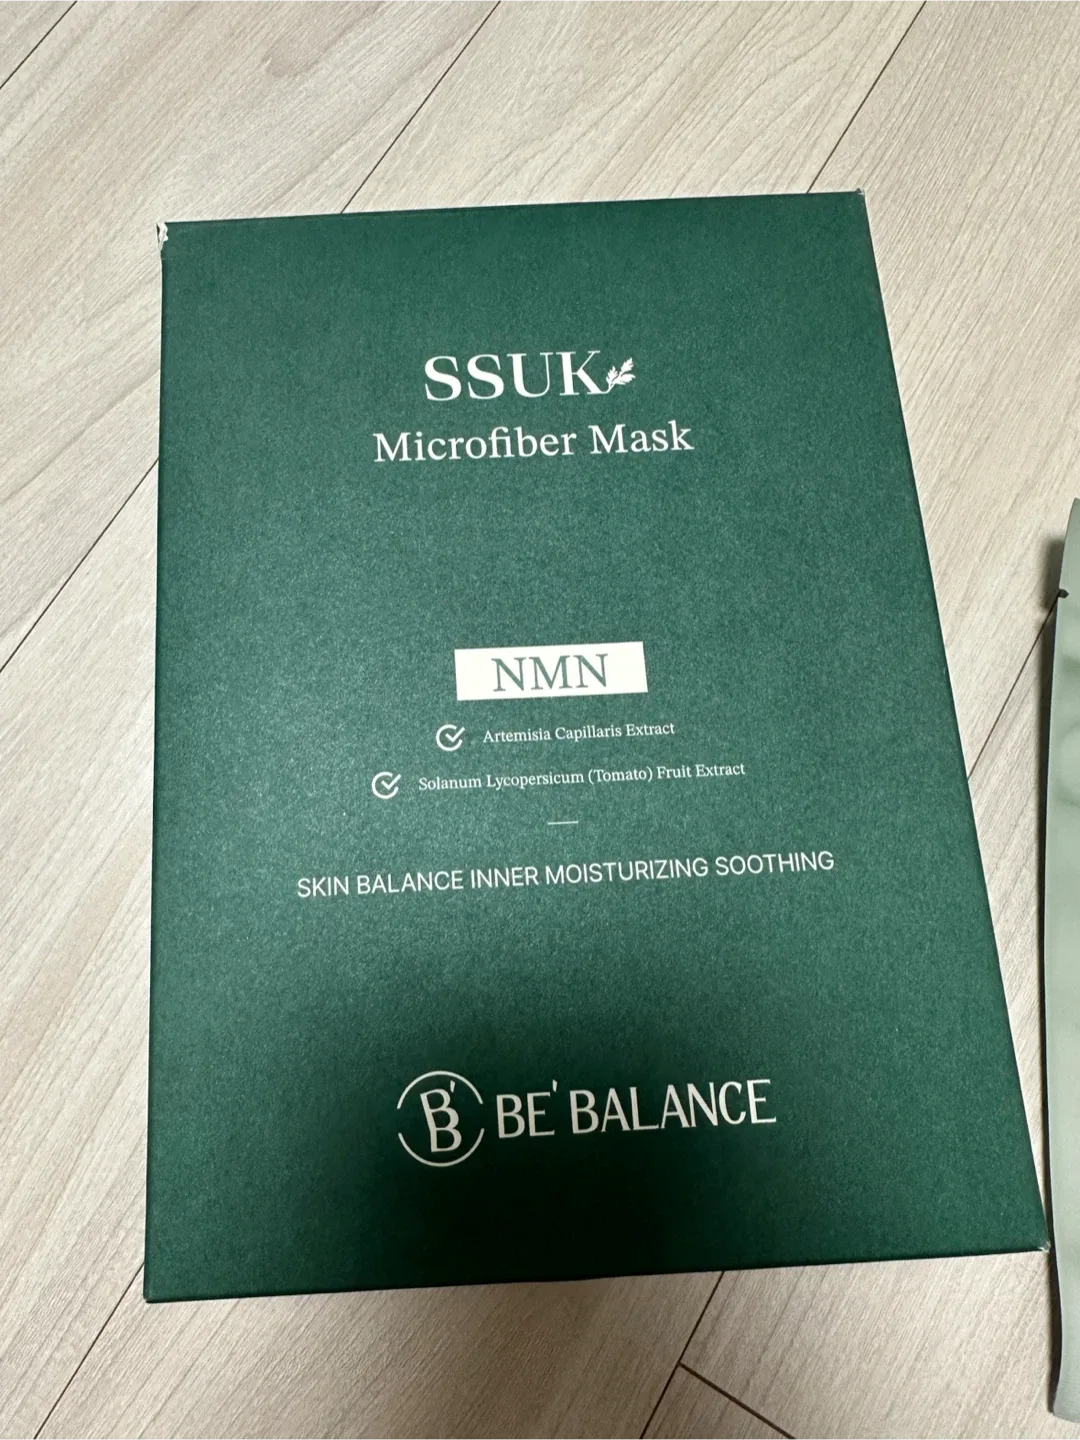 SSUK
Microfiber Mask
NMN
Artemisia Capillaris Extract
Solanum Lycopersicum (Tomato) Fruit Extract
SKIN BALANCE INNER MOISTURIZING SOOTHING
B' BE' BALANCE